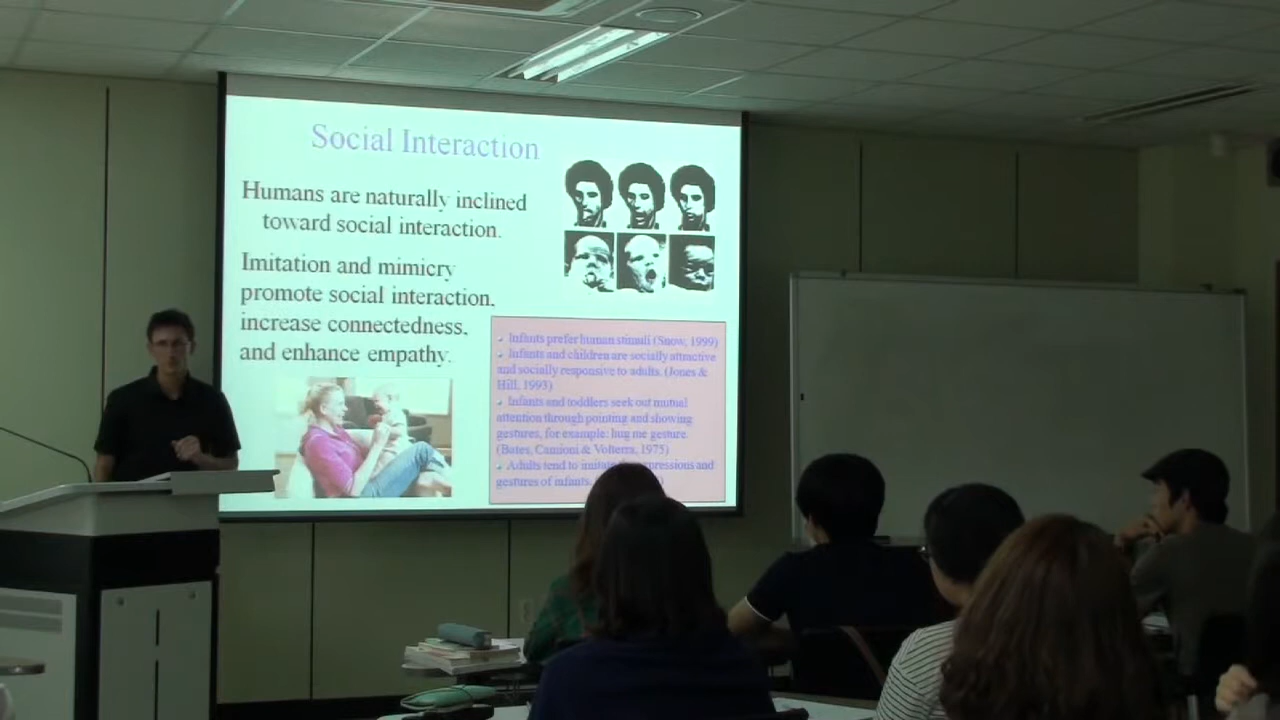 Social Interaction
Humans are naturally inclined
toward social interaction.
Imitation and mimicry
promote social interaction,
increase connectedness,
and enhance empathy.
• Infants prefer human stimuli (Snow, 1999)
• Infants and children are socially attractive
and socially responsive to adults. (Jones &
Hill, 1993)
• Infants and toddlers seek out mutual
attention through pointing and showing
gestures, for example: hug me gesture.
(Bates, Camioni & Volterra, 1975)
• Adults tend to imitate and
gestures of infants.